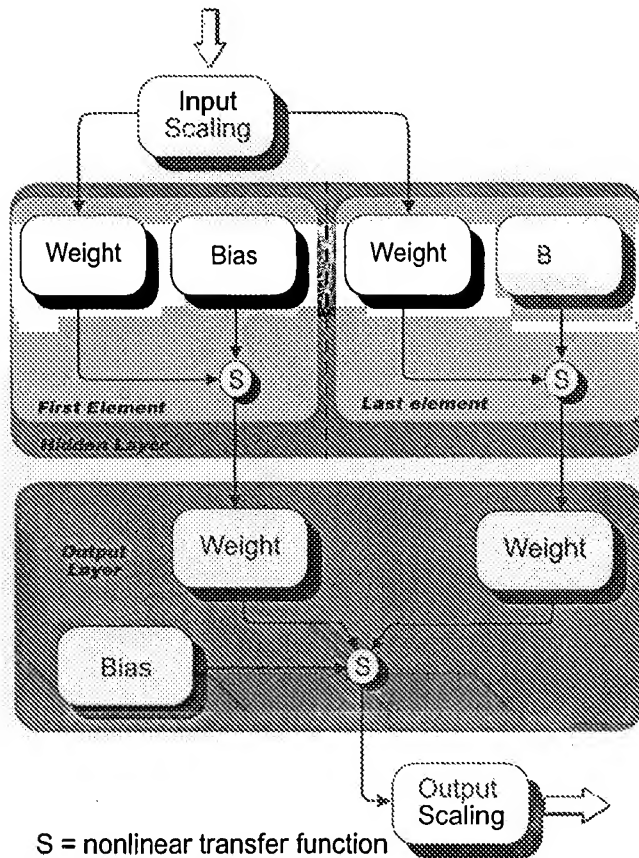 Input
Scaling
Weight
Bias
Weight
B
S
S
First Element
Last element
Hidden Layer
Weight
Weight
Output
Layer
Bias
S
Output
Scaling
S = nonlinear transfer function